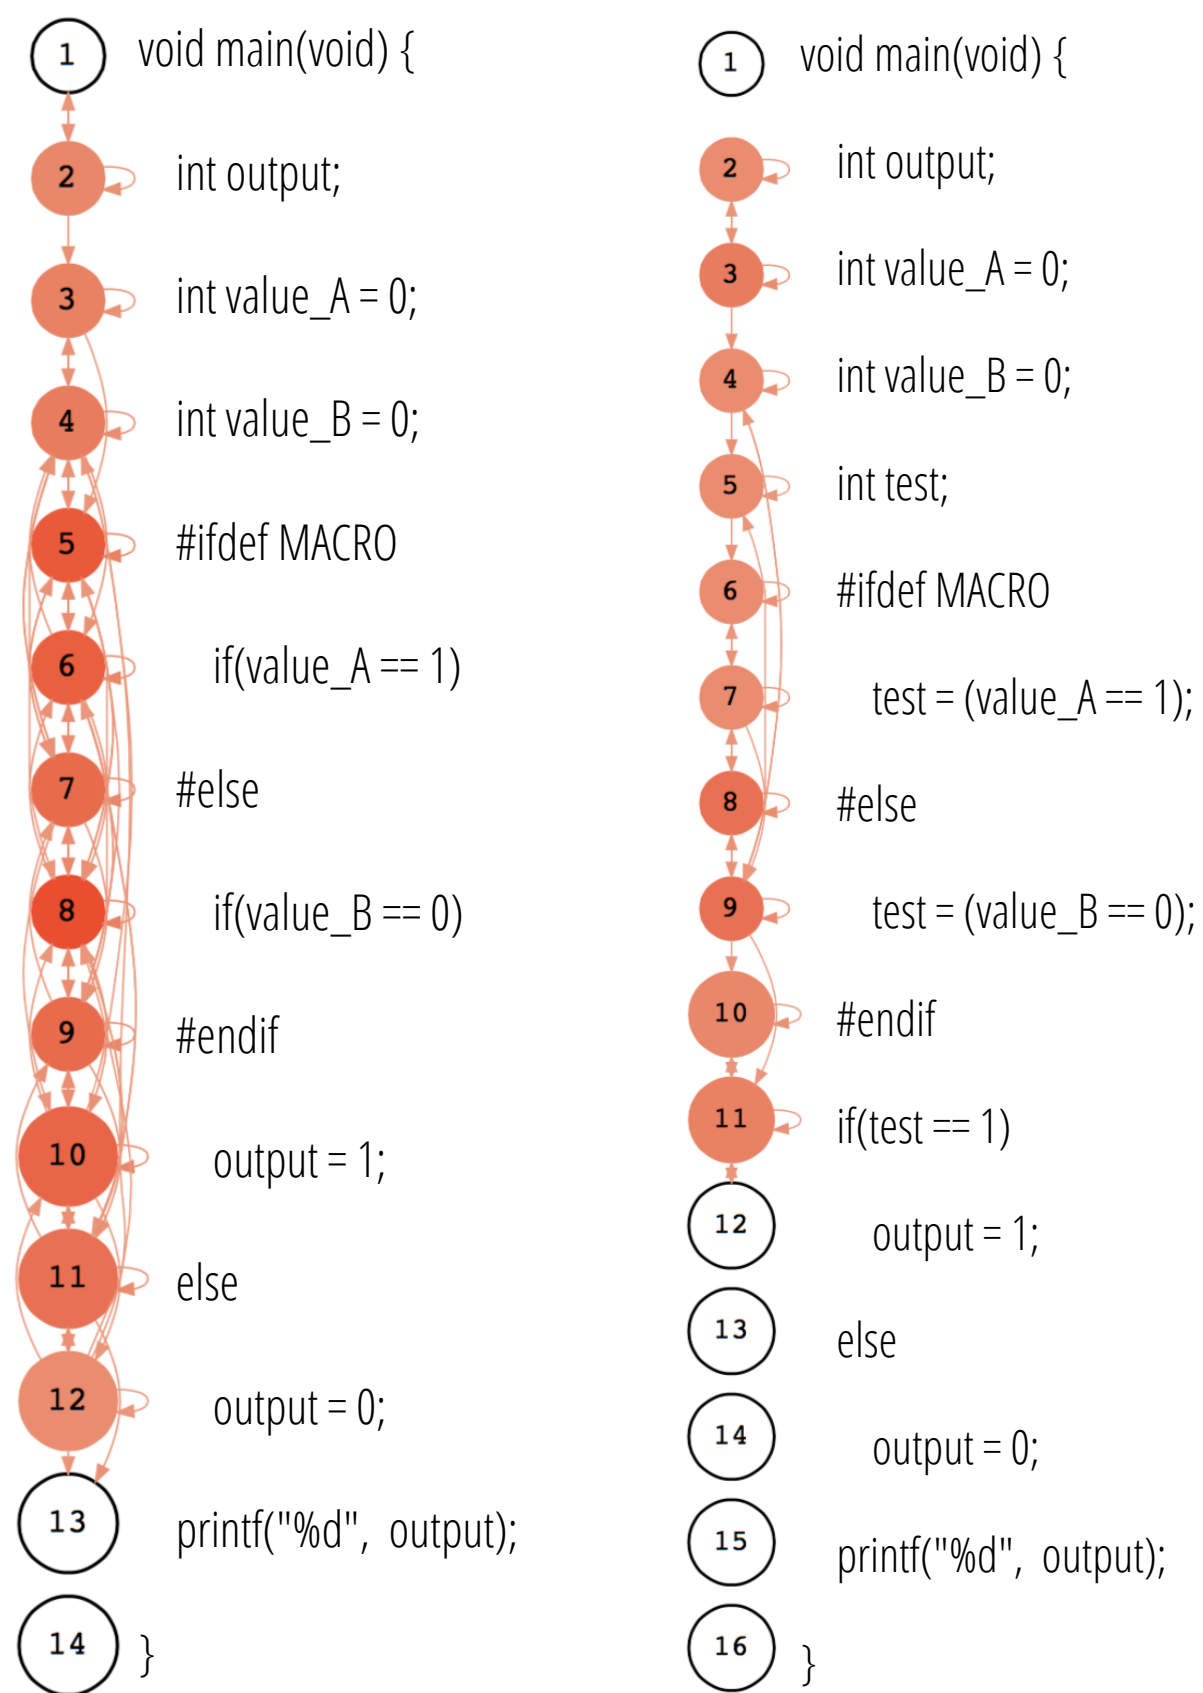 1 void main(void) {
2 int output;
3 int value_A = 0;
4 int value_B = 0;
5 #ifdef MACRO
6 if(value_A == 1)
7 #else
8 if(value_B == 0)
9 #endif
10 output = 1;
11 else
12 output = 0;
13 printf("%d", output);
14 }
1 void main(void) {
2 int output;
3 int value_A = 0;
4 int value_B = 0;
5 int test;
6 #ifdef MACRO
7 test = (value_A == 1);
8 #else
9 test = (value_B == 0);
10 #endif
11 if(test == 1)
12 output = 1;
13 else
14 output = 0;
15 printf("%d", output);
16 }